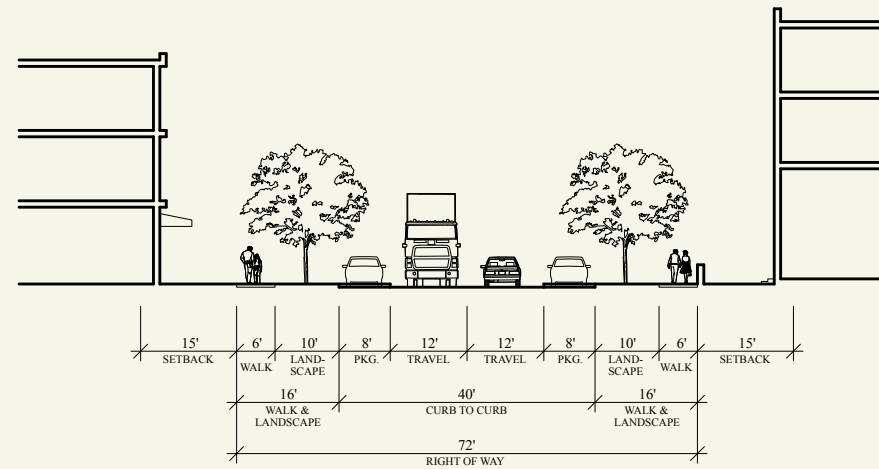 15' 6' 10' 8' 12' 12' 8' 10' 6' 15'
SETBACK WALK LAND- PKG. TRAVEL TRAVEL PKG. LAND- WALK SETBACK
SCAPE SCAPE
16' 40' 16'
WALK & CURB TO CURB WALK &
LANDSCAPE LANDSCAPE
72'
RIGHT OF WAY